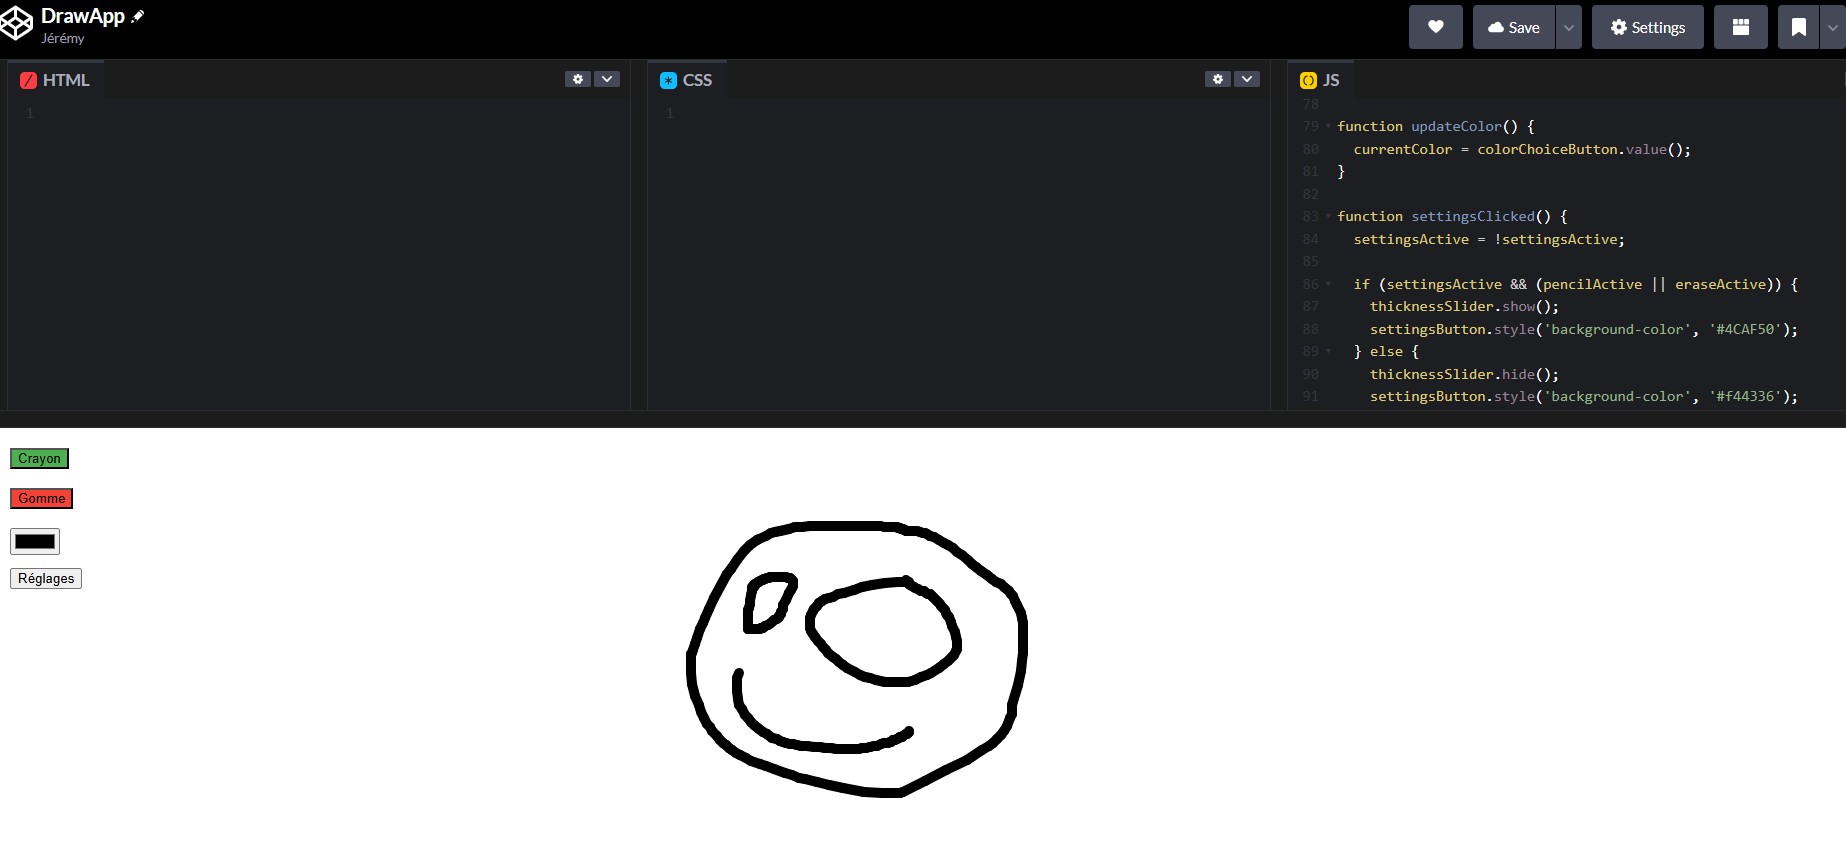 DrawApp
Jérémy
Save
Settings
HTML
CSS
JS
1
1
78
79 function updateColor() {
80 currentColor = colorChoiceButton.value();
81 }
82
83 function settingsClicked() {
84 settingsActive = !settingsActive;
85
86 if (settingsActive && (pencilActive || eraseActive)) {
87 thicknessSlider.show();
88 settingsButton.style('background-color', '#4CAF50');
89 } else {
90 thicknessSlider.hide();
91 settingsButton.style('background-color', '#f44336');
Crayon
Gomme
Réglages